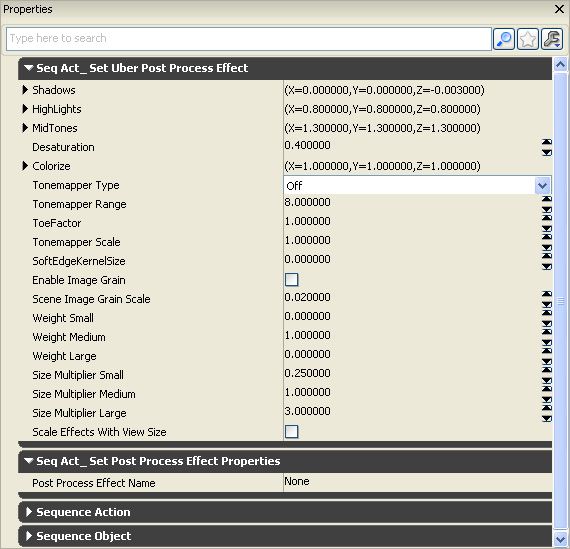 Properties
Type here to search
Seq Act_ Set Uber Post Process Effect
Shadows (X=0.000000,Y=0.000000,Z=-0.003000)
HighLights (X=0.800000,Y=0.800000,Z=0.800000)
MidTones (X=1.300000,Y=1.300000,Z=1.300000)
Desaturation 0.400000
Colorize (X=1.000000,Y=1.000000,Z=1.000000)
Tonemapper Type Off
Tonemapper Range 8.000000
ToeFactor 1.000000
Tonemapper Scale 1.000000
SoftEdgeKernelSize 0.000000
Enable Image Grain
Scene Image Grain Scale 0.020000
Weight Small 0.000000
Weight Medium 1.000000
Weight Large 0.000000
Size Multiplier Small 0.250000
Size Multiplier Medium 1.000000
Size Multiplier Large 3.000000
Scale Effects With View Size
Seq Act_ Set Post Process Effect Properties
Post Process Effect Name None
Sequence Action
Sequence Object